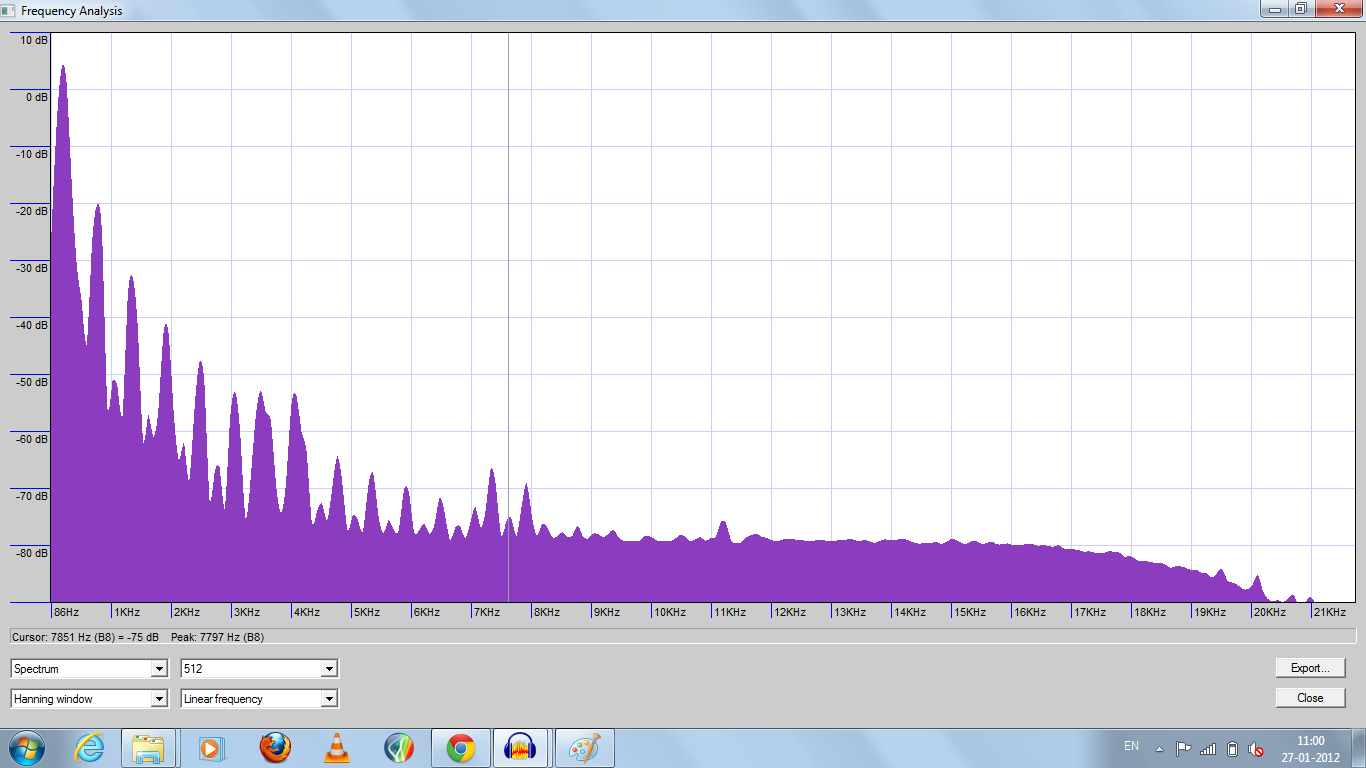 Frequency Analysis
10 dB
0 dB
-10 dB
-20 dB
-30 dB
-40 dB
-50 dB
-60 dB
-70 dB
-80 dB
86Hz 1KHz 2KHz 3KHz 4KHz 5KHz 6KHz 7KHz 8KHz 9KHz 10KHz 11KHz 12KHz 13KHz 14KHz 15KHz 16KHz 17KHz 18KHz 19KHz 20KHz 21KHz
Cursor: 7851 Hz (B8) = -75 dB Peak: 7797 Hz (B8)
Spectrum 512 Export...
Hanning window Linear frequency Close
EN 11:00
27-01-2012